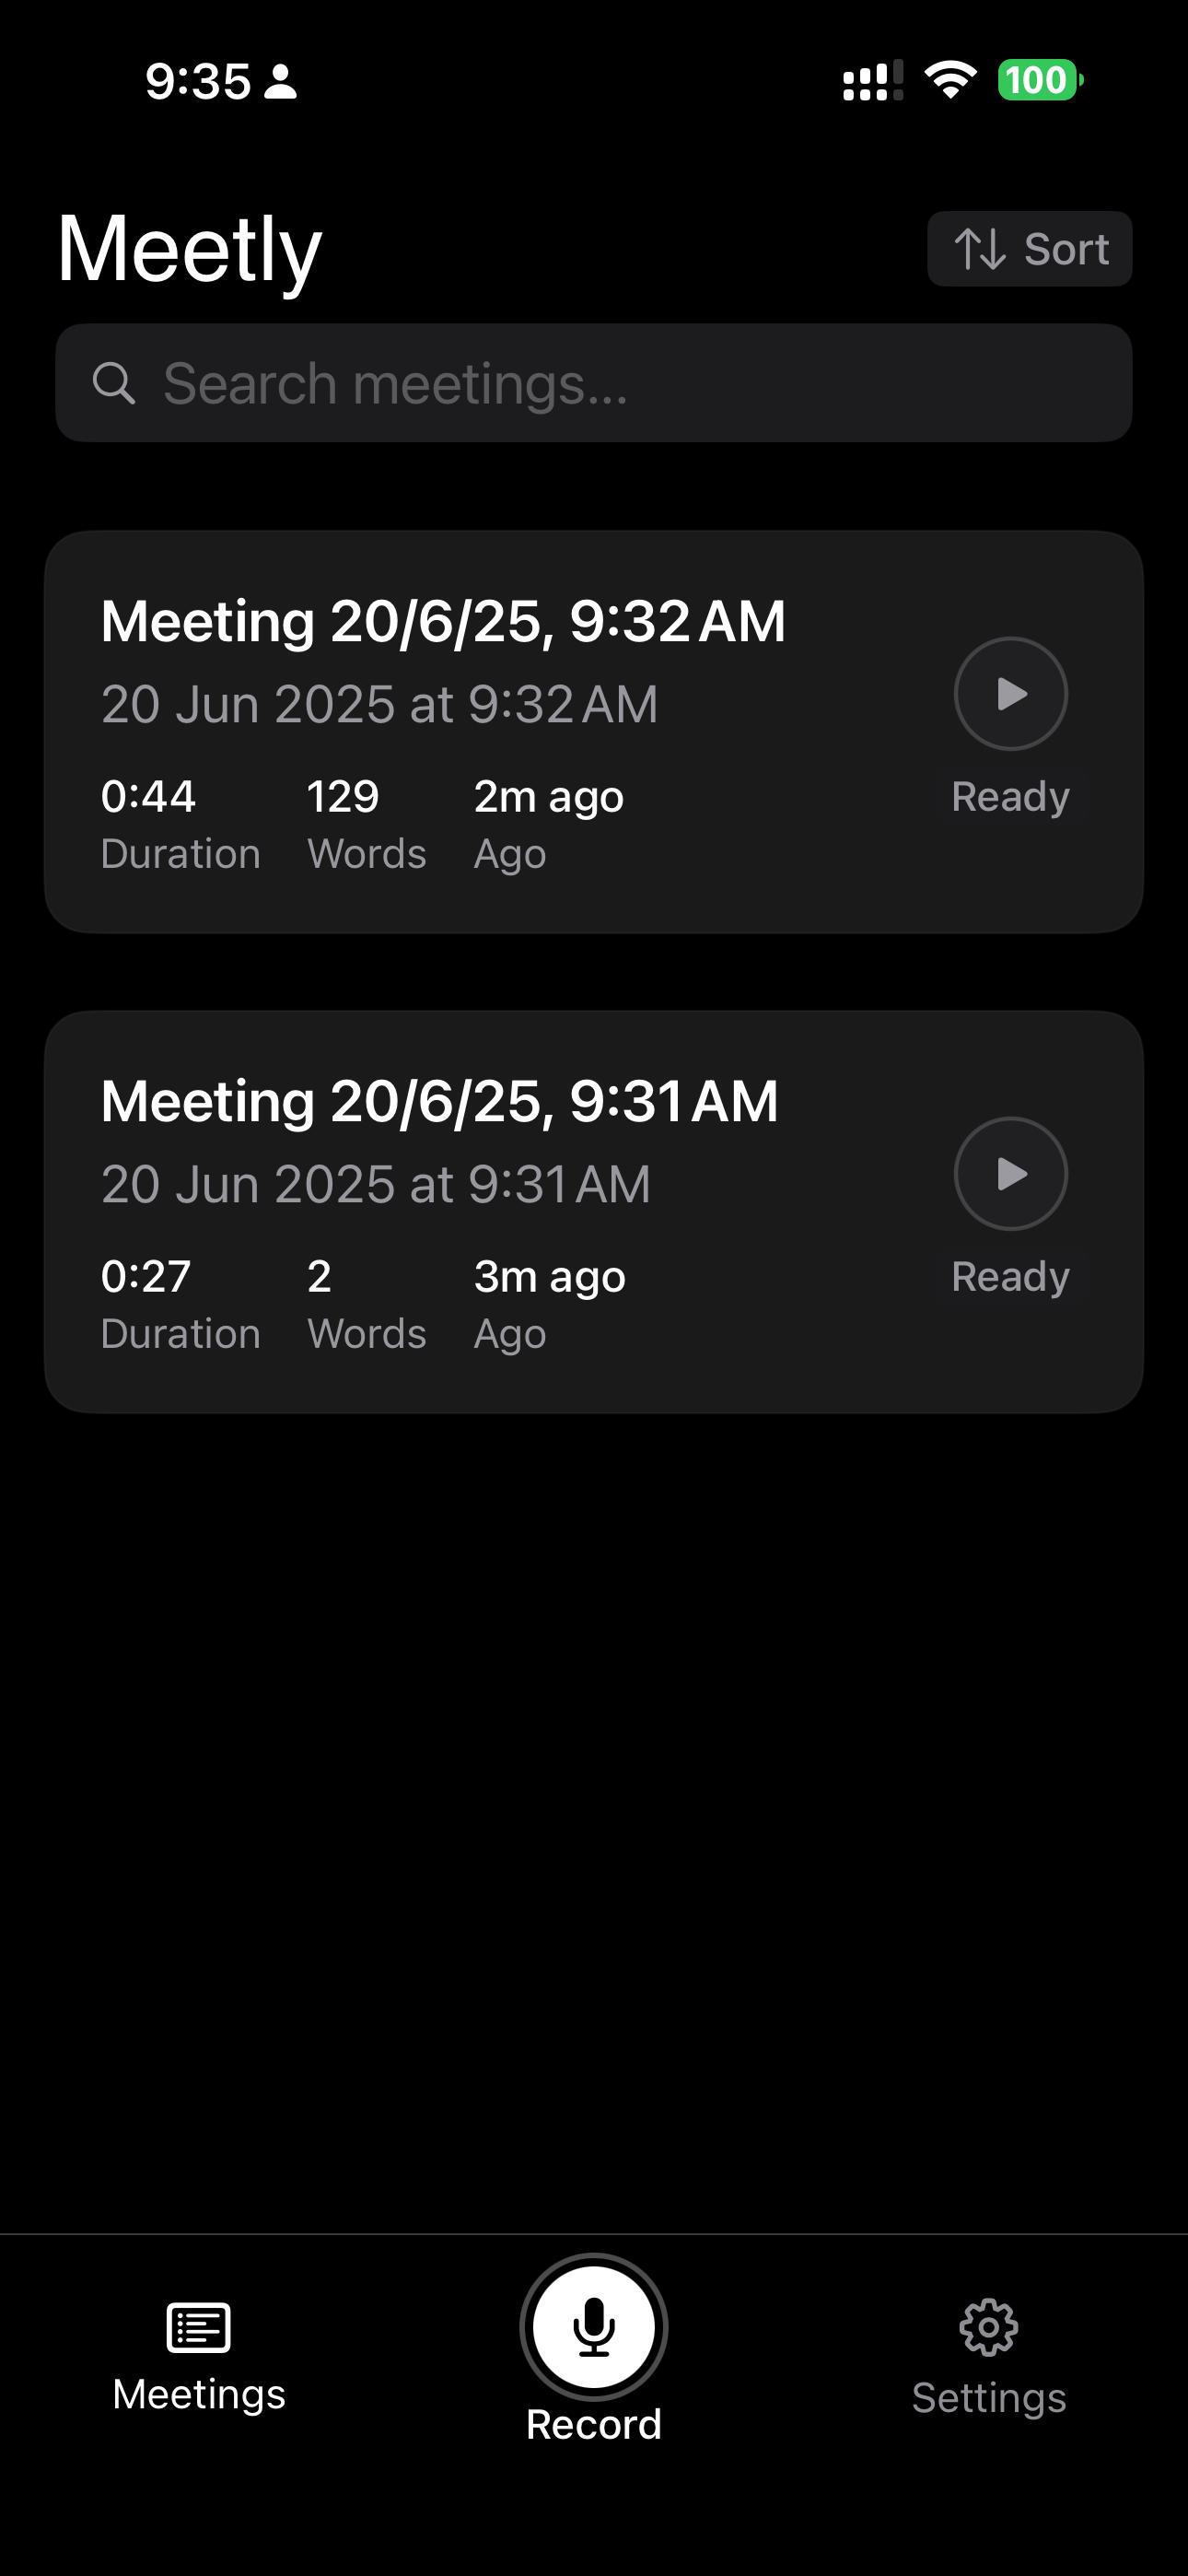 9:35
100
Meetly
Sort
Search meetings...
Meeting 20/6/25, 9:32 AM
20 Jun 2025 at 9:32 AM
0:44 129 2m ago
Duration Words Ago
Ready
Meeting 20/6/25, 9:31 AM
20 Jun 2025 at 9:31 AM
0:27 2 3m ago
Duration Words Ago
Ready
Meetings
Record
Settings